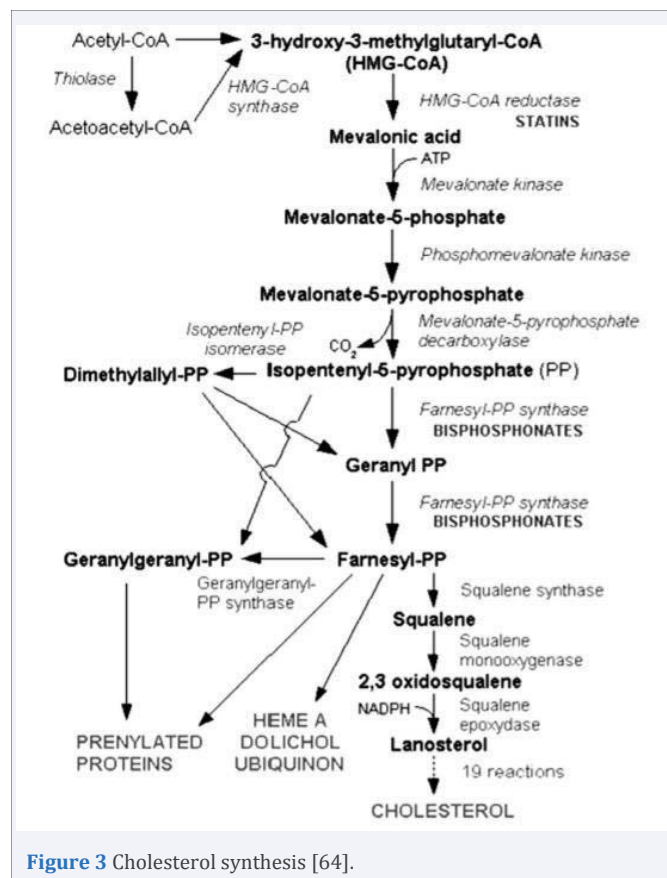 Acetyl-CoA
3-hydroxy-3-methylglutaryl-CoA
(HMG-CoA)
Thiolase
HMG-CoA
synthase
Acetoacetyl-CoA
HMG-CoA reductase
STATINS
Mevalonic acid
ATP
Mevalonate kinase
Mevalonate-5-phosphate
Phosphomevalonate kinase
Mevalonate-5-pyrophosphate
Isopentenyl-PP
isomerase
CO2
Mevalonate-5-pyrophosphate
decarboxylase
Dimethylallyl-PP
Isopentenyl-5-pyrophosphate (PP)
Farnesyl-PP synthase
BISPHOSPHONATES
Geranyl PP
Farnesyl-PP synthase
BISPHOSPHONATES
Geranylgeranyl-PP
Farnesyl-PP
Geranylgeranyl-
PP synthase
Squalene synthase
Squalene
Squalene
monooxygenase
2,3 oxidosqualene
NADPH
Squalene
epoxydase
Lanosterol
19 reactions
PRENYLATED
PROTEINS
HEME A
DOLICHOL
UBIQUINON
CHOLESTEROL
Figure 3 Cholesterol synthesis [64].